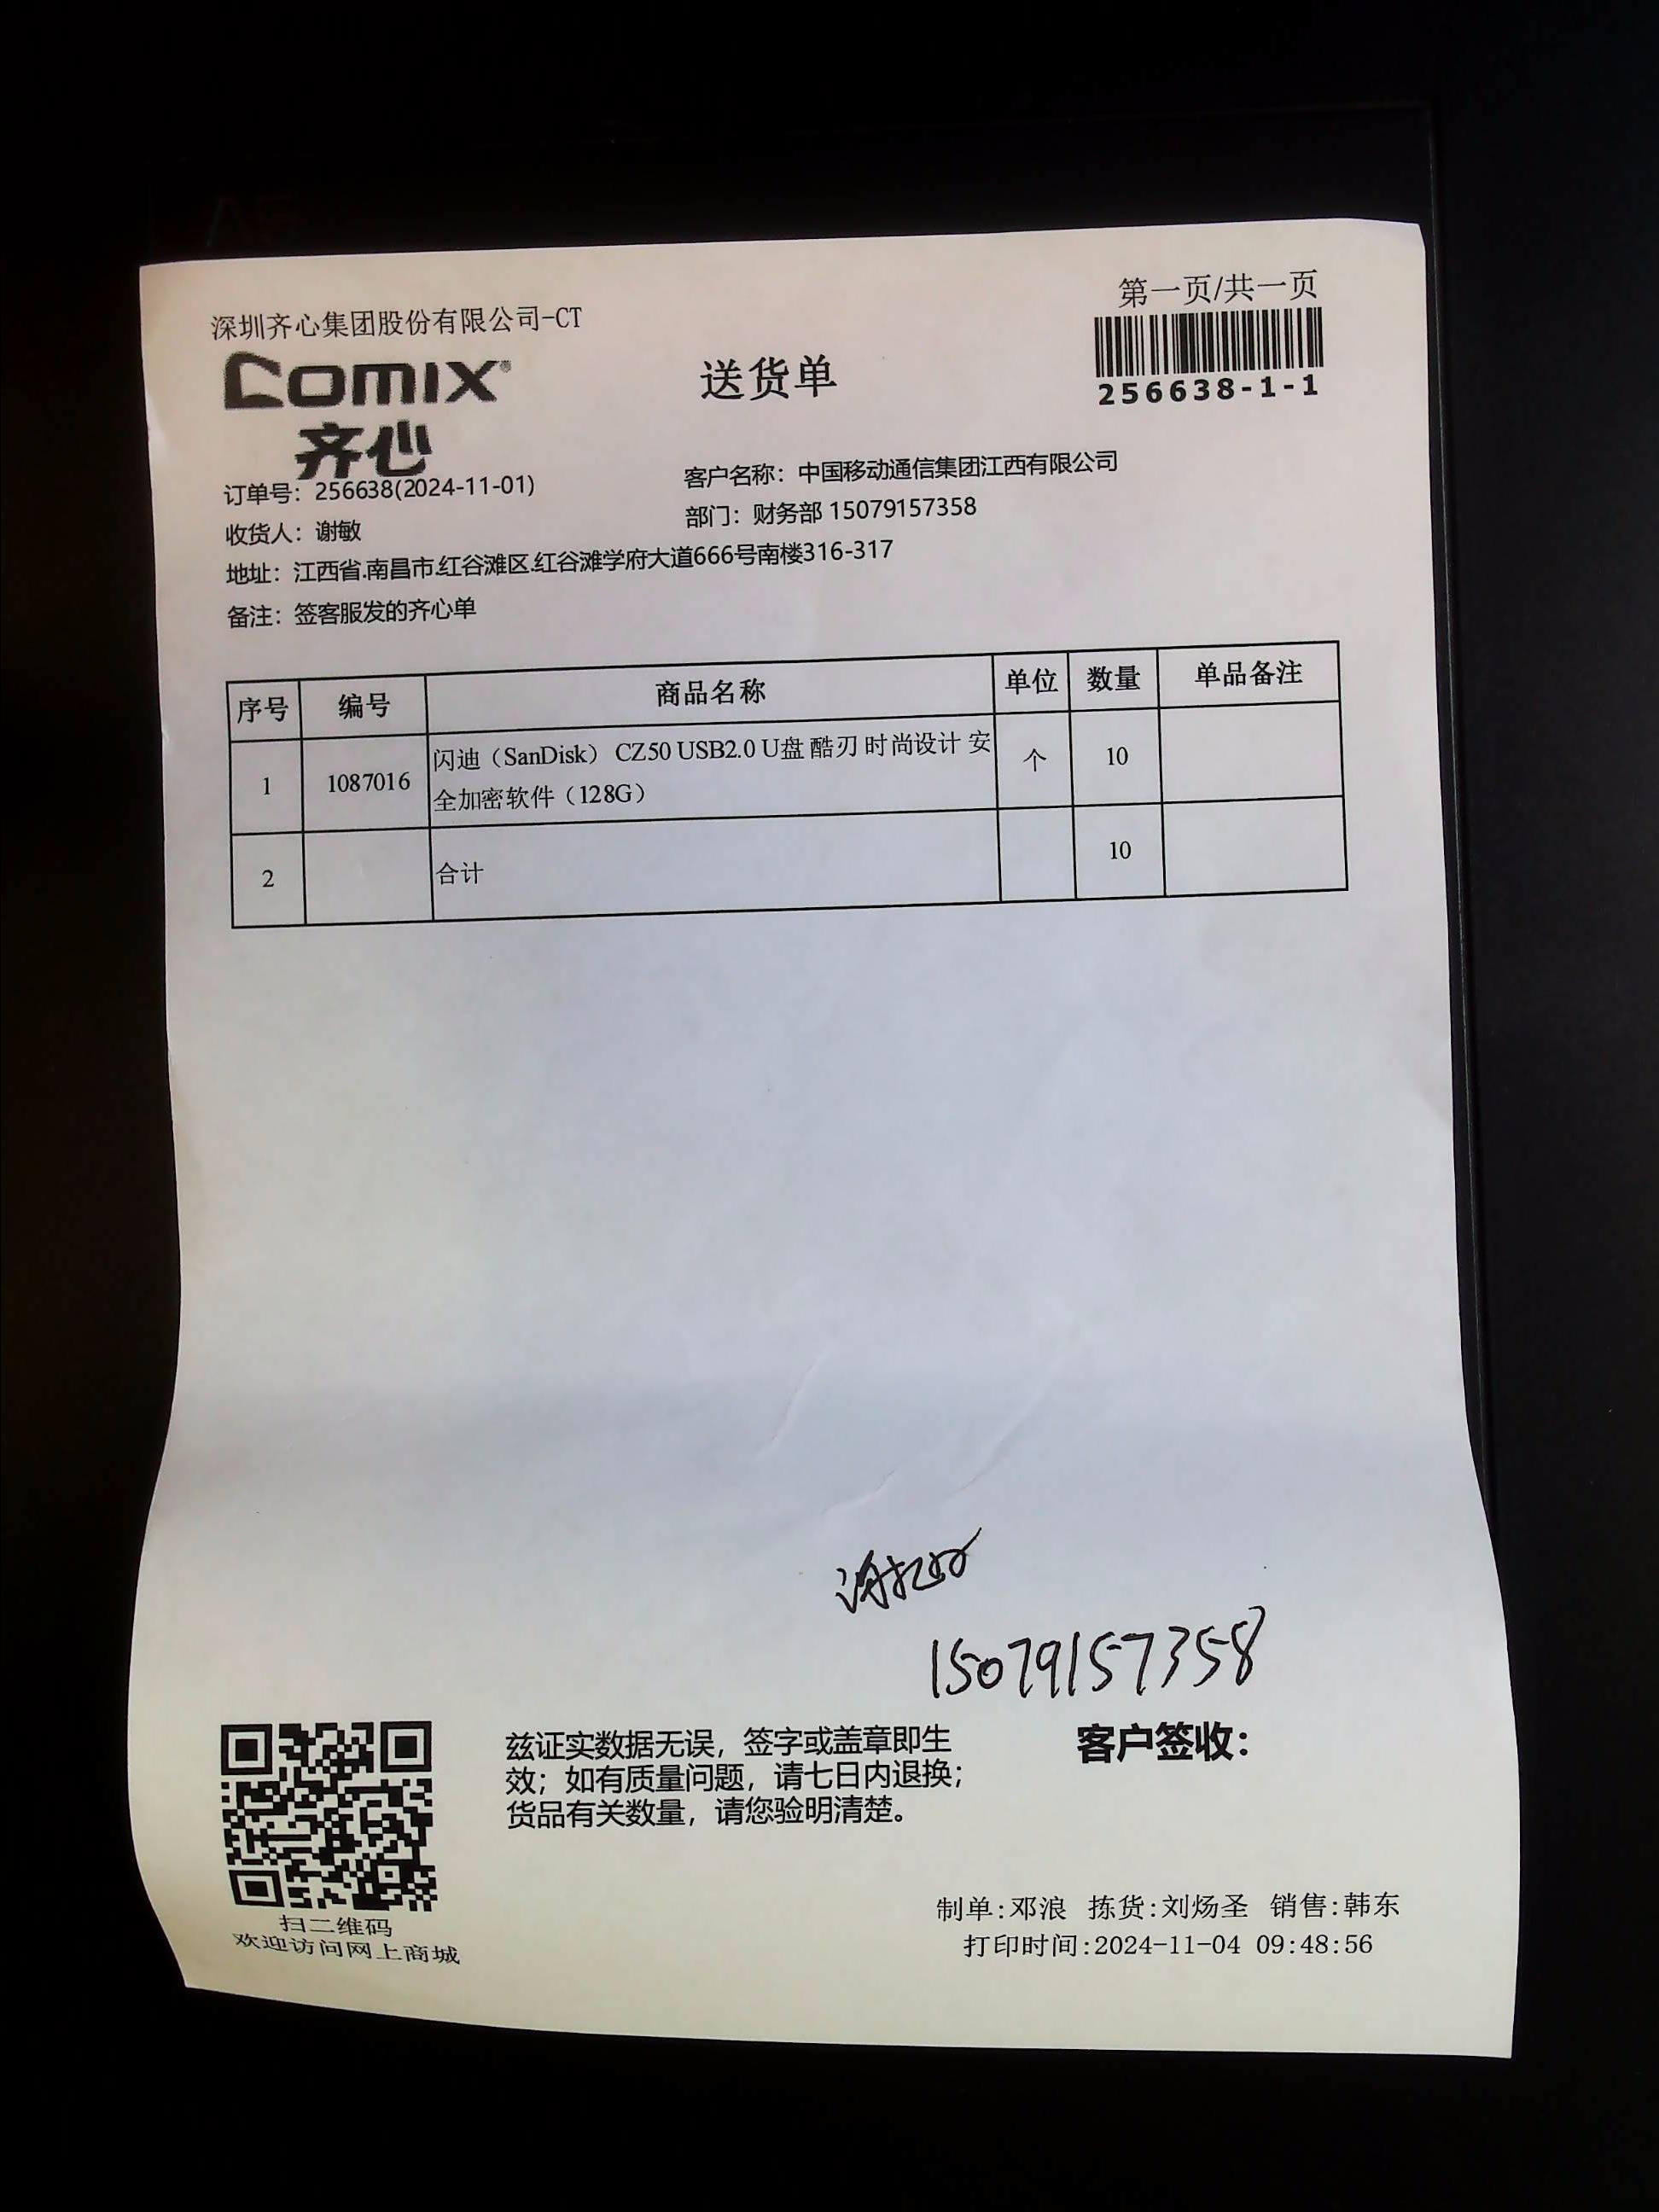 深圳齐心集团股份有限公司-CT
第一页/共一页
comix®
齐心
送货单
256638-1-1
订单号：256638(2024-11-01)
客户名称：中国移动通信集团江西有限公司
收货人：谢敏
部门：财务部 15079157358
地址：江西省.南昌市.红谷滩区.红谷滩学府大道666号南楼316-317
备注：签客服发的齐心单
序号 编号 商品名称 单位 数量 单品备注
1 1087016 闪迪（SanDisk） CZ50 USB2.0 U盘 酷刃 时尚设计 安 个 10
全加密软件（128G）
2 合计 10
15079157358
兹证实数据无误，签字或盖章即生
效；如有质量问题，请七日内退换；
货品有关数量，请您验明清楚。
客户签收：
扫二维码
欢迎访问网上商城
制单:邓浪 拣货:刘炀圣 销售:韩东
打印时间:2024-11-04 09:48:56